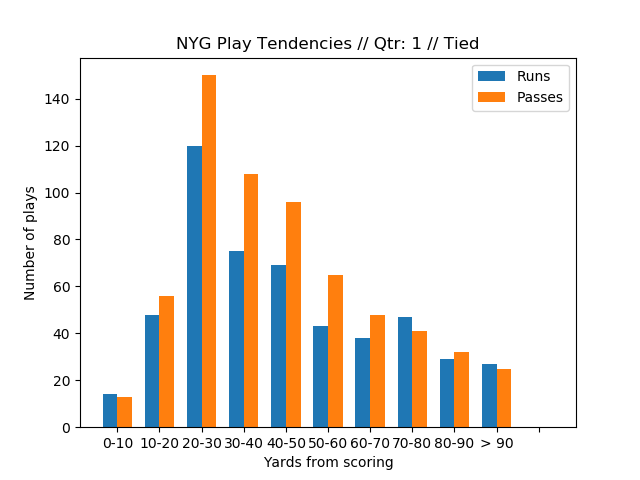 NYG Play Tendencies // Qtr: 1 // Tied
Runs
Passes
Number of plays
140
120
100
80
60
40
20
0
0-10 10-20 20-30 30-40 40-50 50-60 60-70 70-80 80-90 > 90
Yards from scoring